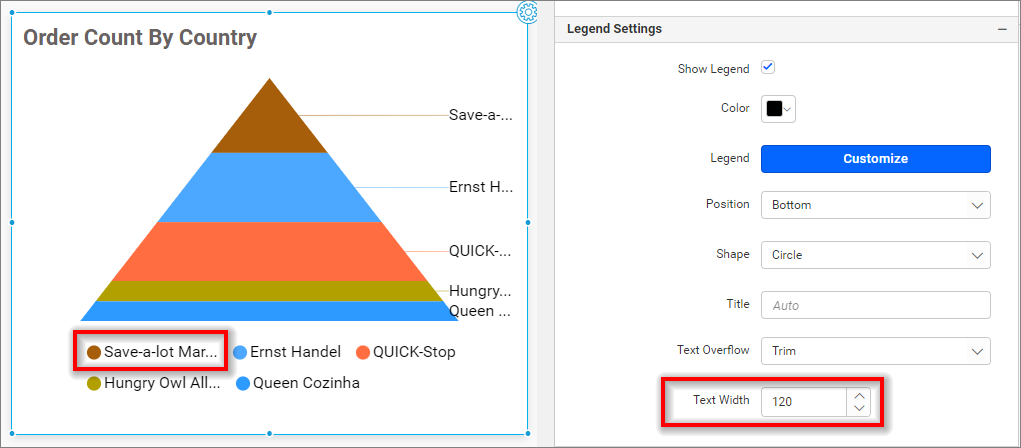 Order Count By Country
Save-a-...
Ernst H...
QUICK-...
Hungry...
Queen ...
Save-a-lot Mar... Ernst Handel QUICK-Stop
Hungry Owl All... Queen Cozinha
Legend Settings
Show Legend
Color
Legend Customize
Position Bottom
Shape Circle
Title Auto
Text Overflow Trim
Text Width 120